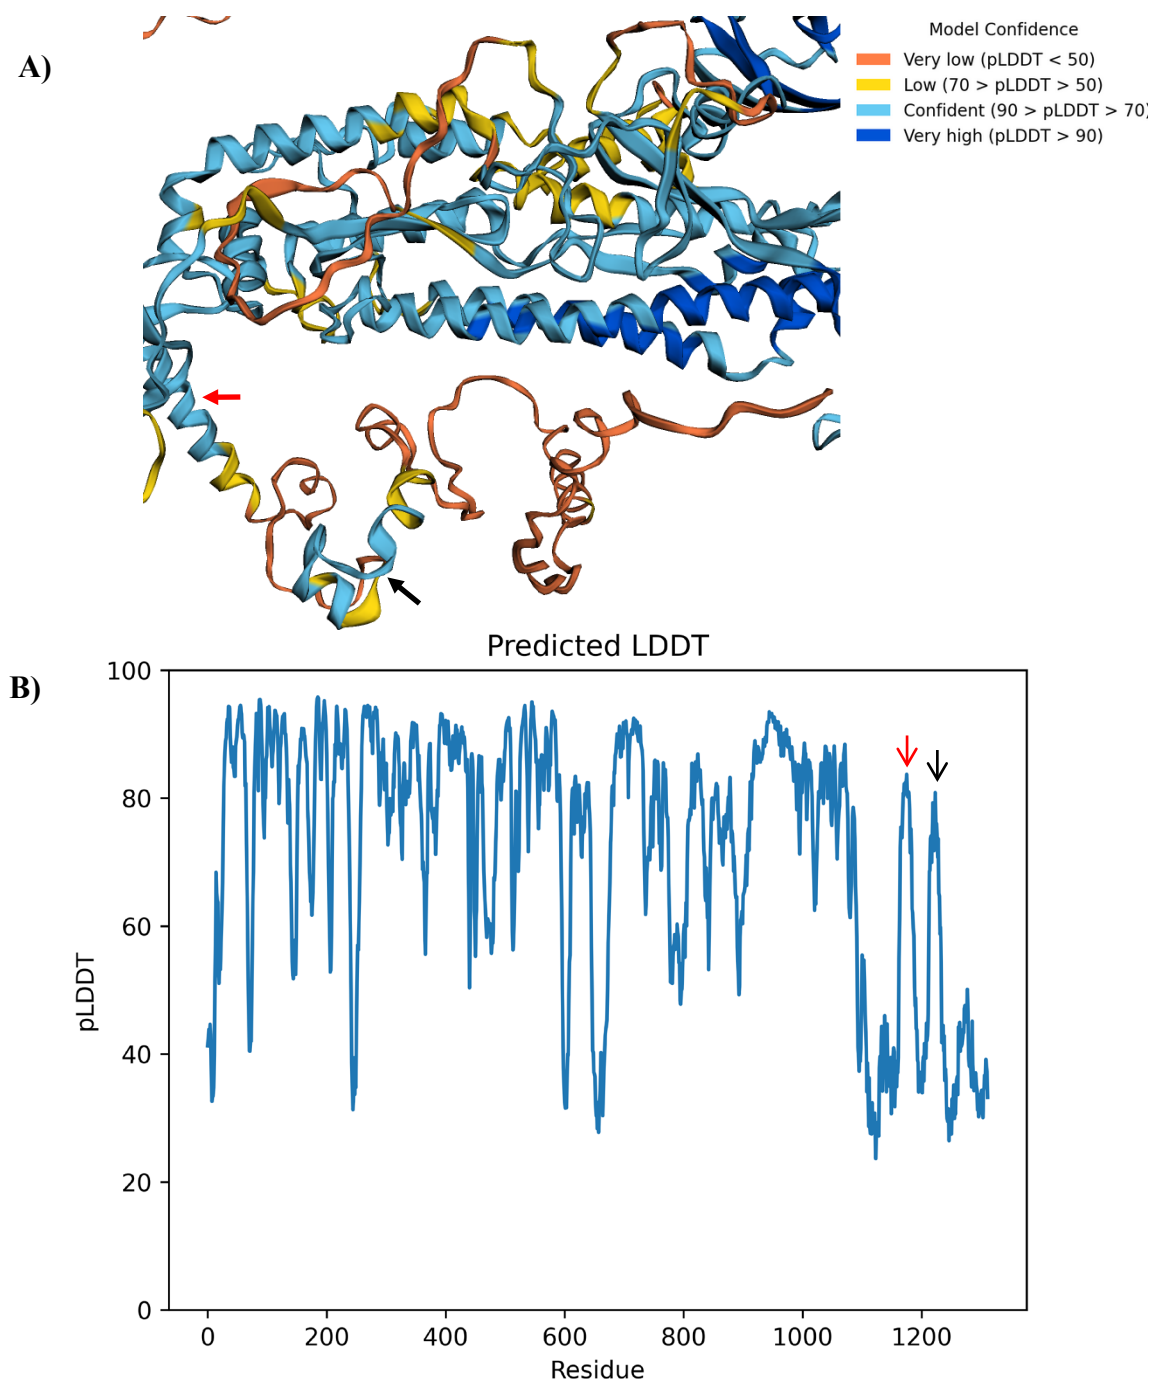 A)
Model Confidence
Very low (pLDDT < 50)
Low (70 > pLDDT > 50)
Confident (90 > pLDDT > 70)
Very high (pLDDT > 90)
B)
Predicted LDDT
100
80
60
40
20
0
pLDDT
0 200 400 600 800 1000 1200
Residue